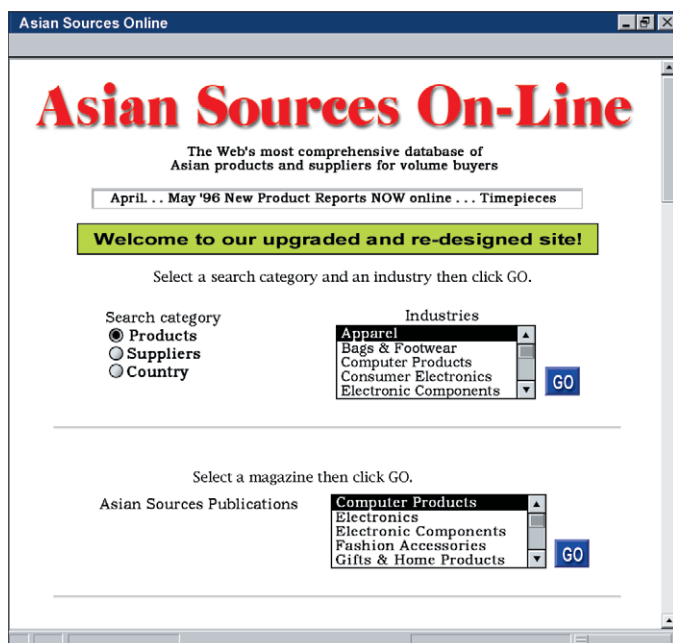 Asian Sources Online
Asian Sources On-Line
The Web's most comprehensive database of
Asian products and suppliers for volume buyers
April. . . May '96 New Product Reports NOW online . . . Timepieces
Welcome to our upgraded and re-designed site!
Select a search category and an industry then click GO.
Search category
Products
Suppliers
Country
Industries
Apparel
Bags & Footwear
Computer Products
Consumer Electronics
Electronic Components
GO
Select a magazine then click GO.
Asian Sources Publications
Computer Products
Electronics
Electronic Components
Fashion Accessories
Gifts & Home Products
GO